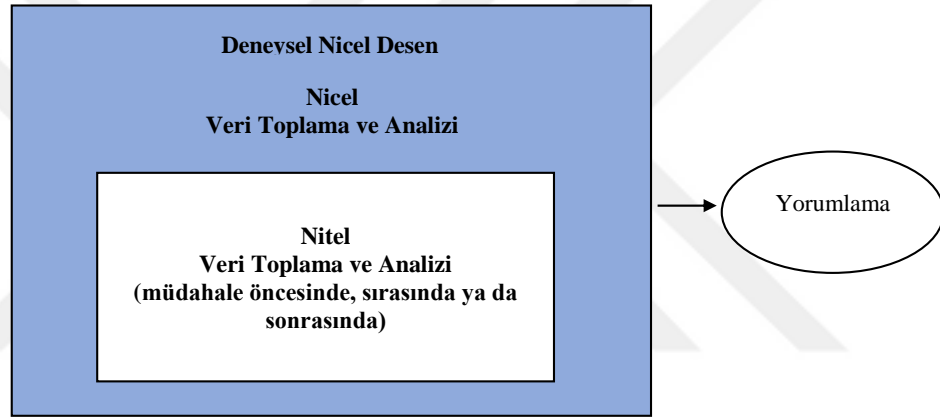 Deneysel Nicel Desen
Nicel
Veri Toplama ve Analizi
Nitel
Veri Toplama ve Analizi
(müdahale öncesinde, sırasında ya da
sonrasında)
Yorumlama